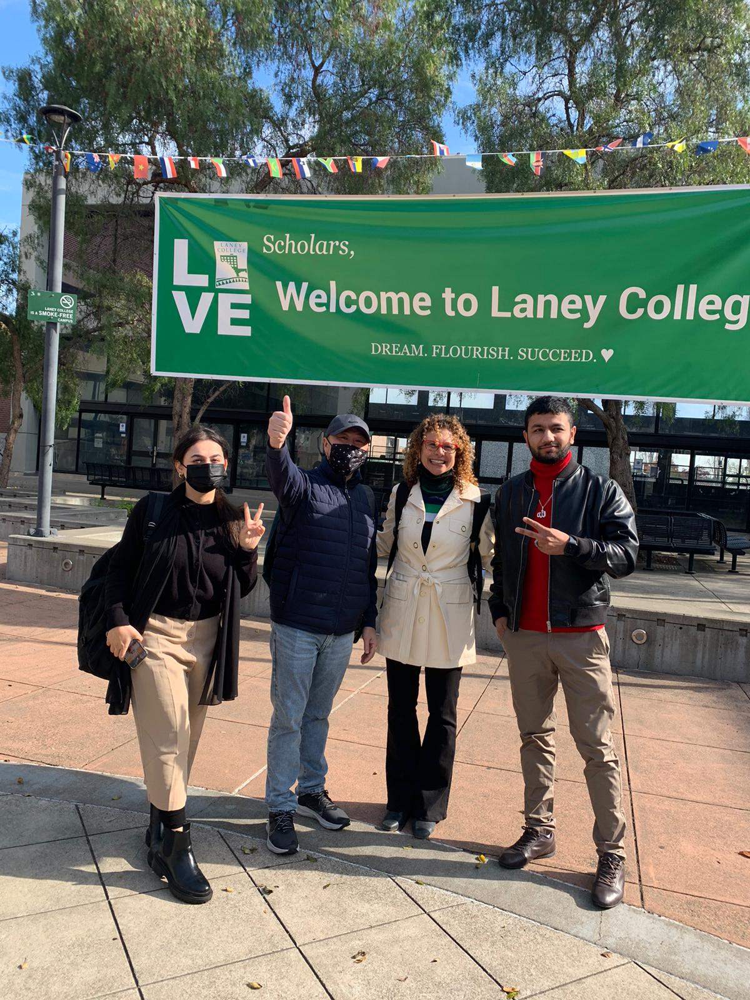 LANEY COLLEGE
IS A SMOKE-FREE
CAMPUS
L
LANEY
COLLEGE
VE
Scholars,
Welcome to Laney Colleg
DREAM. FLOURISH. SUCCEED. ♥